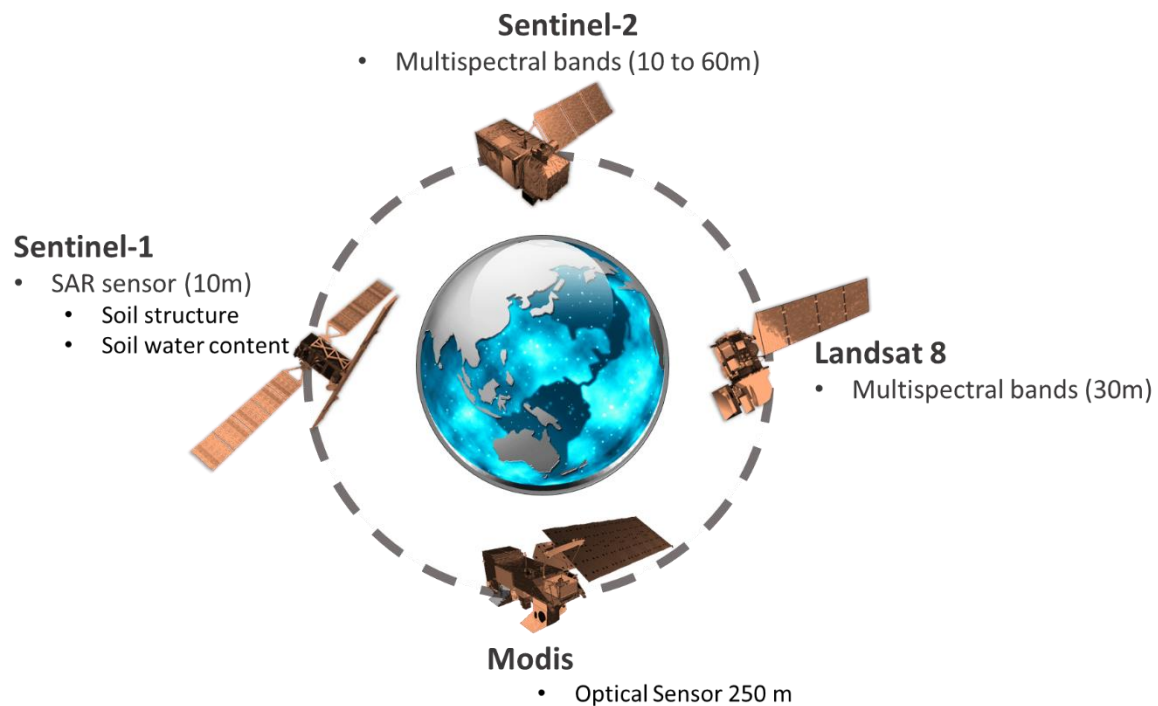 Sentinel-2
• Multispectral bands (10 to 60m)
Sentinel-1
• SAR sensor (10m)
• Soil structure
• Soil water content
Landsat 8
• Multispectral bands (30m)
Modis
• Optical Sensor 250 m